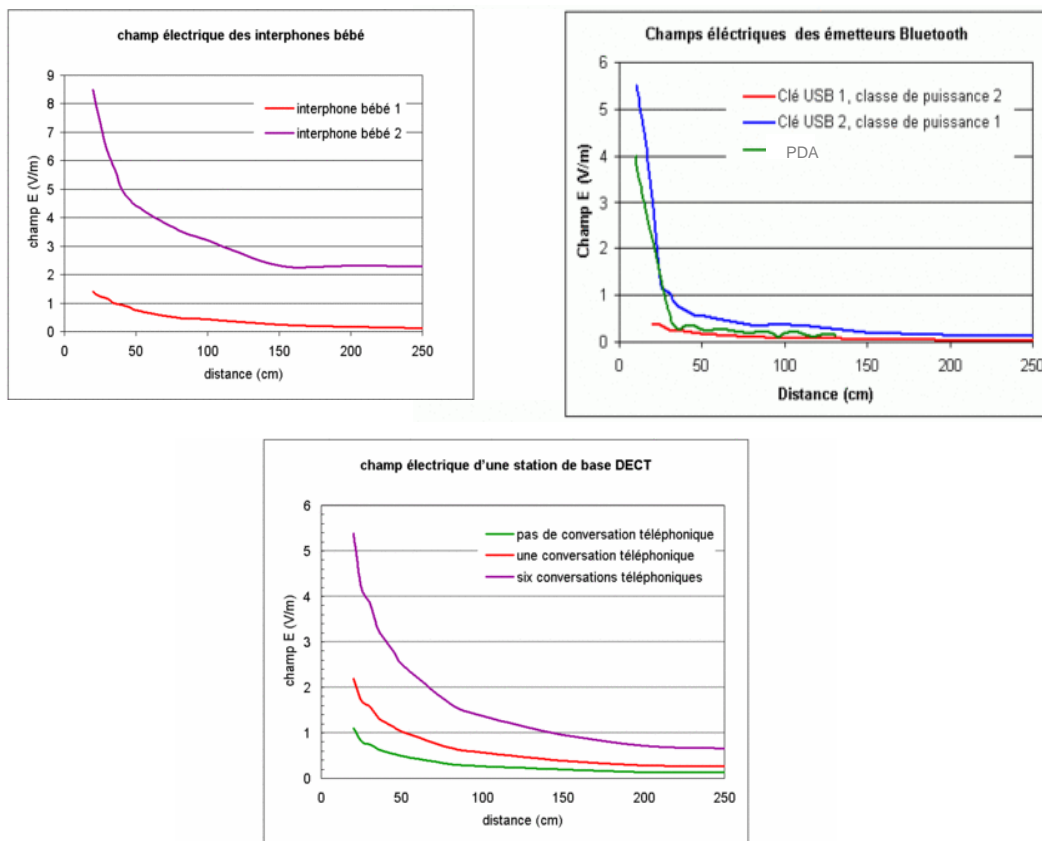 champ électrique des interphones bébé
9
8
7
6
5
4
3
2
1
0
champ E (V/m)
interphone bébé 1
interphone bébé 2
0 50 100 150 200 250
distance (cm)
Champs éléctriques des émetteurs Bluetooth
6
5
4
3
2
1
0
Champ E (V/m)
Clé USB 1, classe de puissance 2
Clé USB 2, classe de puissance 1
PDA
0 50 100 150 200 250
Distance (cm)
champ électrique d'une station de base DECT
6
5
4
3
2
1
0
champ E (V/m)
pas de conversation téléphonique
une conversation téléphonique
six conversations téléphoniques
0 50 100 150 200 250
distance (cm)